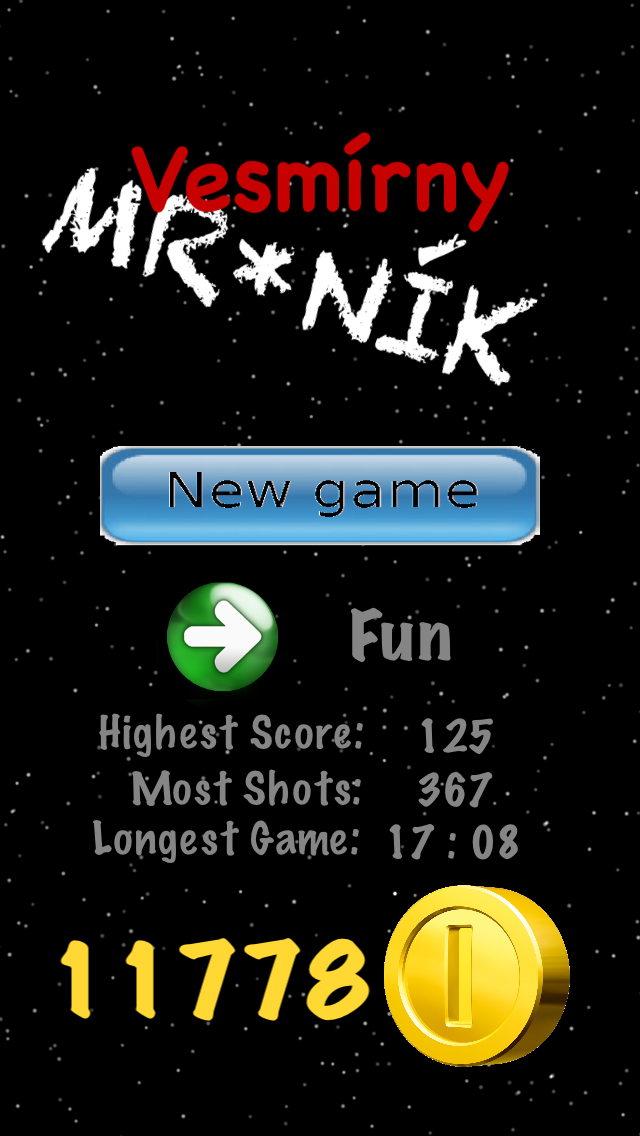 Vesmírny
MR*NÍK
New game
Fun
Highest Score: 125
Most Shots: 367
Longest Game: 17 : 08
11778